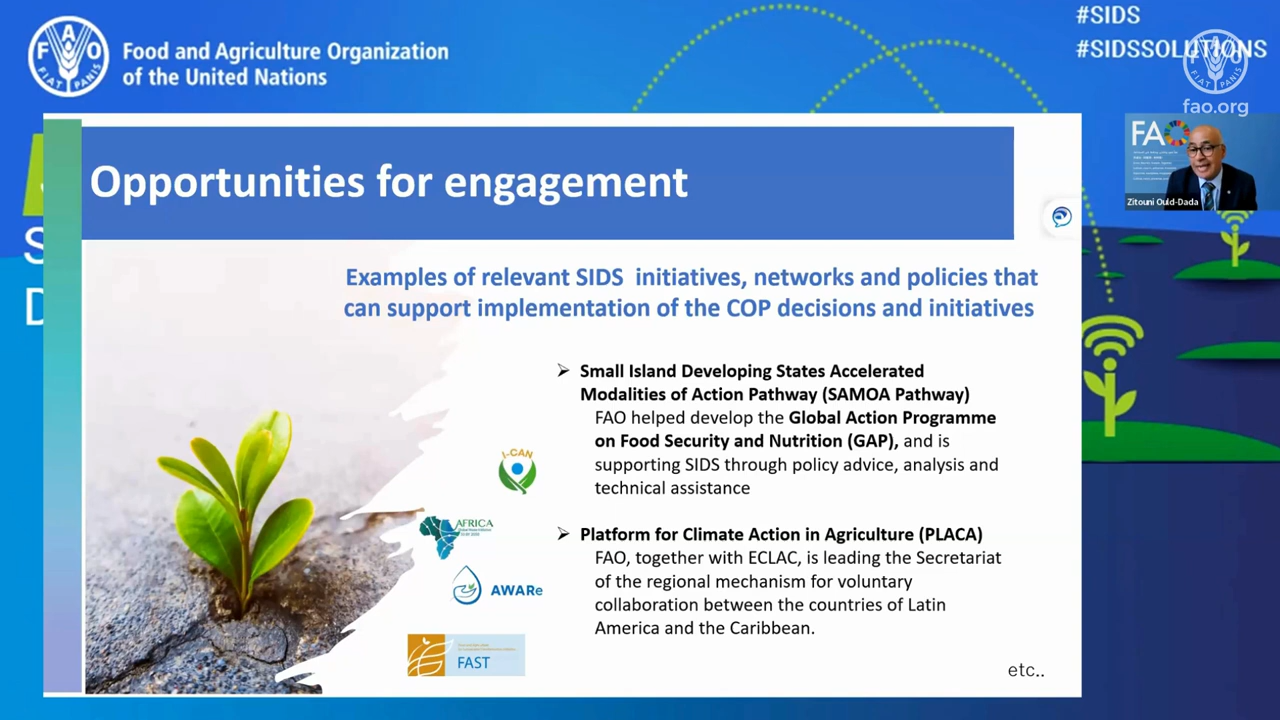 #SIDS
#SIDSSOLUTIONS
FAO
FIAT PANIS
Food and Agriculture Organization
of the United Nations
fao.org
FAO
Zitouni Ould-Dada
S
D
Opportunities for engagement
Examples of relevant SIDS initiatives, networks and policies that
can support implementation of the COP decisions and initiatives
Small Island Developing States Accelerated
Modalities of Action Pathway (SAMOA Pathway)
FAO helped develop the Global Action Programme
on Food Security and Nutrition (GAP), and is
supporting SIDS through policy advice, analysis and
technical assistance
Platform for Climate Action in Agriculture (PLACA)
FAO, together with ECLAC, is leading the Secretariat
of the regional mechanism for voluntary
collaboration between the countries of Latin
America and the Caribbean.
etc..
I-CAN
AFRICA
AWARe
FAST